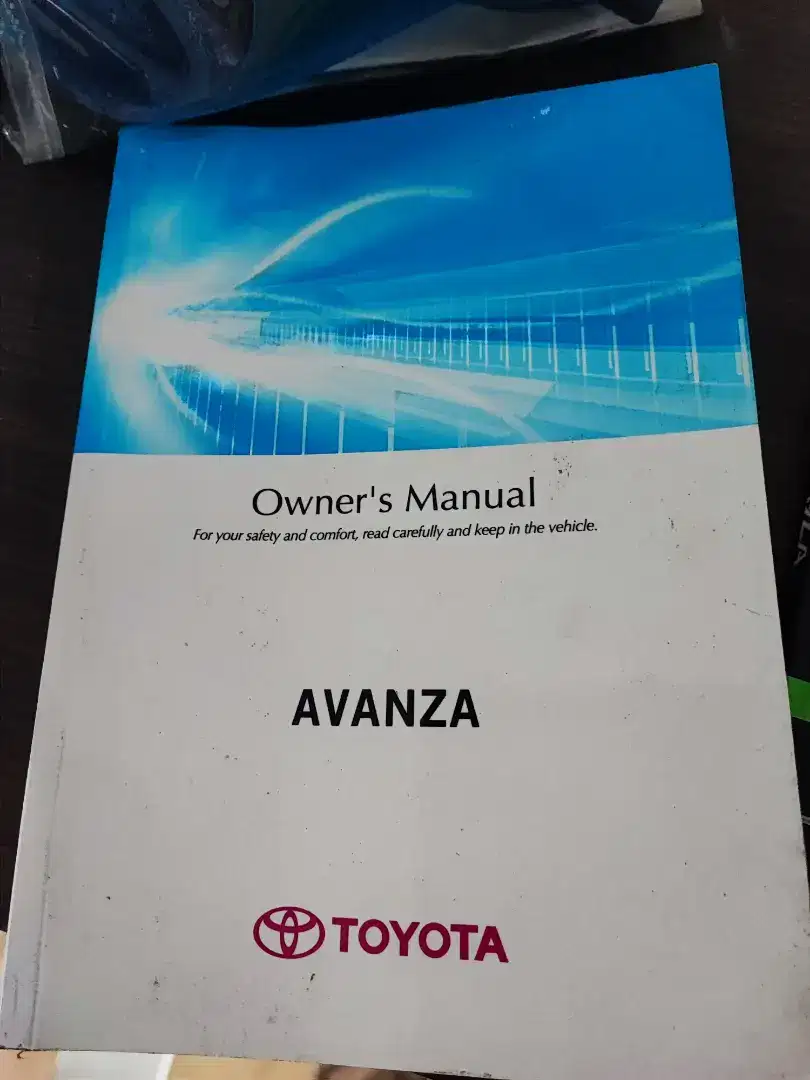 Owner's Manual
For your safety and comfort, read carefully and keep in the vehicle.
AVANZA
TOYOTA